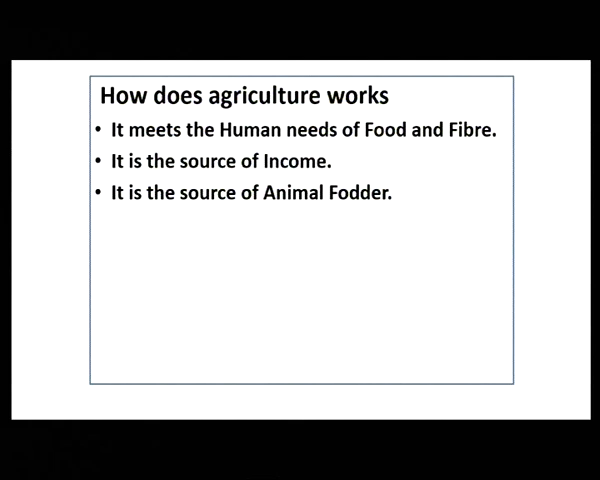 How does agriculture works
• It meets the Human needs of Food and Fibre.
• It is the source of Income.
• It is the source of Animal Fodder.